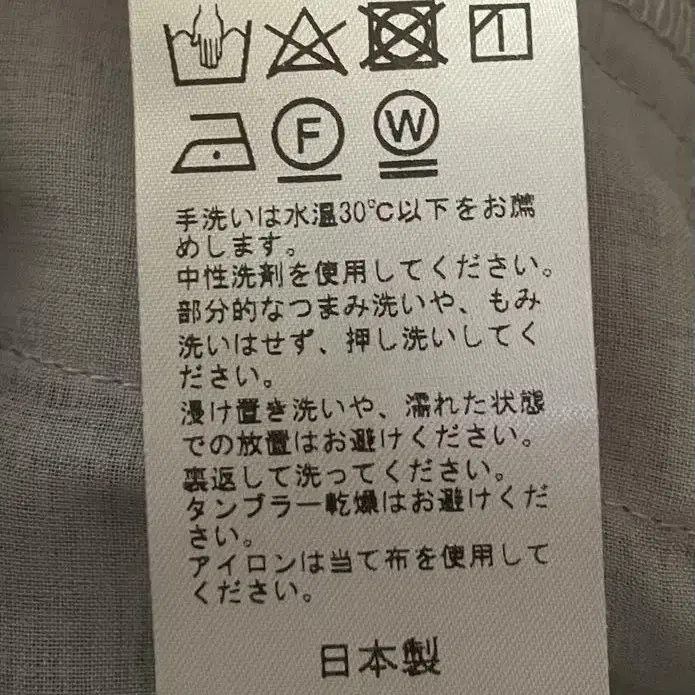 F
W
手洗いは水温30℃以下をお薦
めします。
中性洗剤を使用してください。
部分的なつまみ洗いや、もみ
洗いはせず、押し洗いしてく
ださい。
浸け置き洗いや、濡れた状態
での放置はお避けください。
裏返して洗ってください。
タンブラー乾燥はお避けくだ
さい。
アイロンは当て布を使用して
ください。
日本製